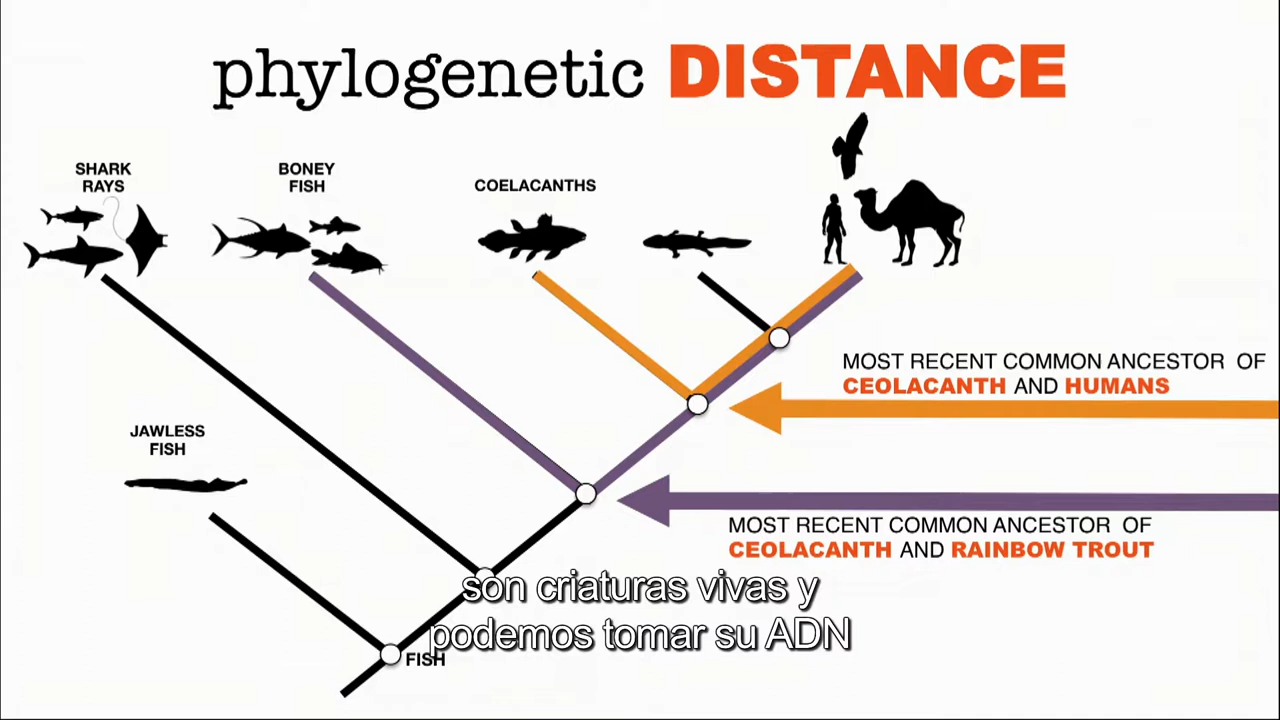 phylogenetic DISTANCE
SHARK
RAYS
BONEY
FISH
COELACANTHS
MOST RECENT COMMON ANCESTOR OF
CEOLACANTH AND HUMANS
JAWLESS
FISH
MOST RECENT COMMON ANCESTOR OF
CEOLACANTH AND RAINBOW TROUT
FISH
són criaturas vivas y
podemos tomar su ADN